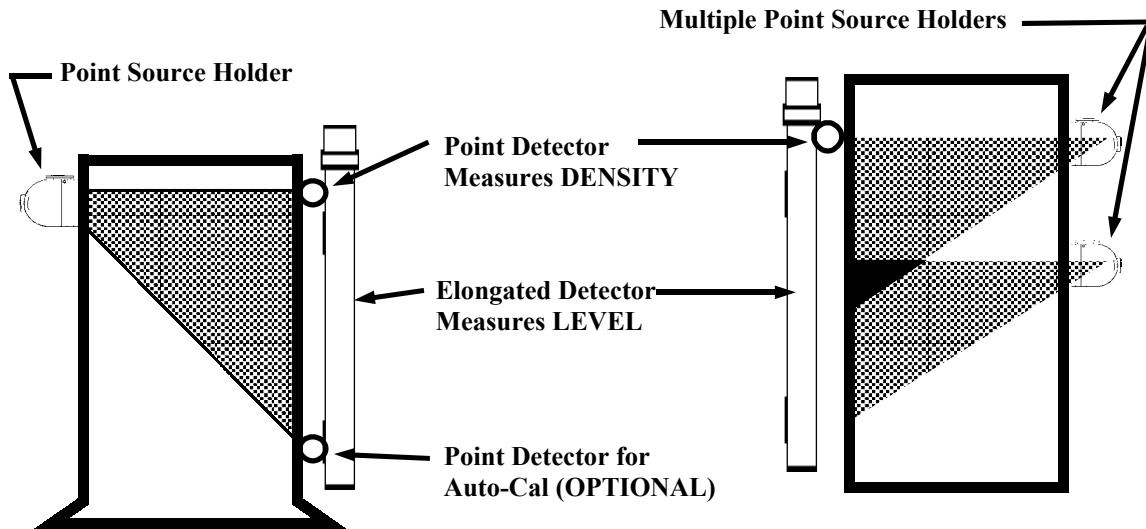 Multiple Point Source Holders
Point Source Holder
Point Detector
Measures DENSITY
Elongated Detector
Measures LEVEL
Point Detector for
Auto-Cal (OPTIONAL)